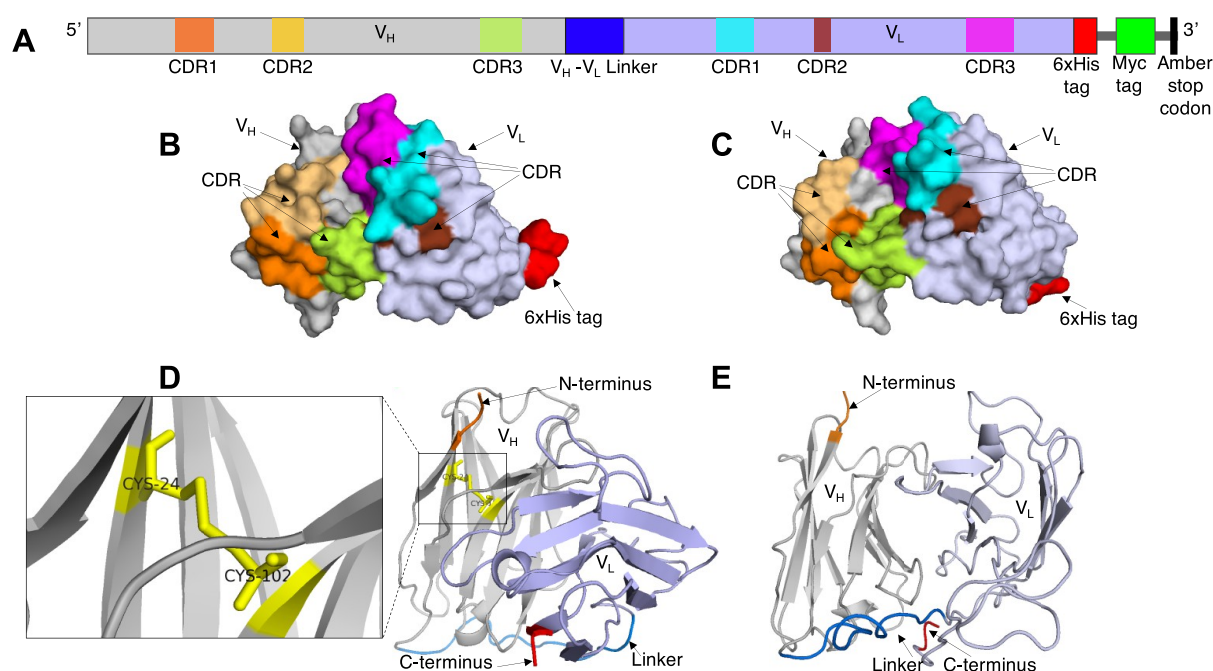 A
5’
VH
VL
3’
CDR1
CDR2
CDR3
VH -VL Linker
CDR1
CDR2
CDR3
6xHis
tag
Myc
tag
Amber
stop
codon
B
VH
VL
CDR
CDR
6xHis tag
C
VH
VL
CDR
CDR
6xHis tag
D
CYS-24
CYS-102
N-terminus
VH
CYS-24
VL
C-terminus
Linker
E
N-terminus
VH
VL
Linker
C-terminus